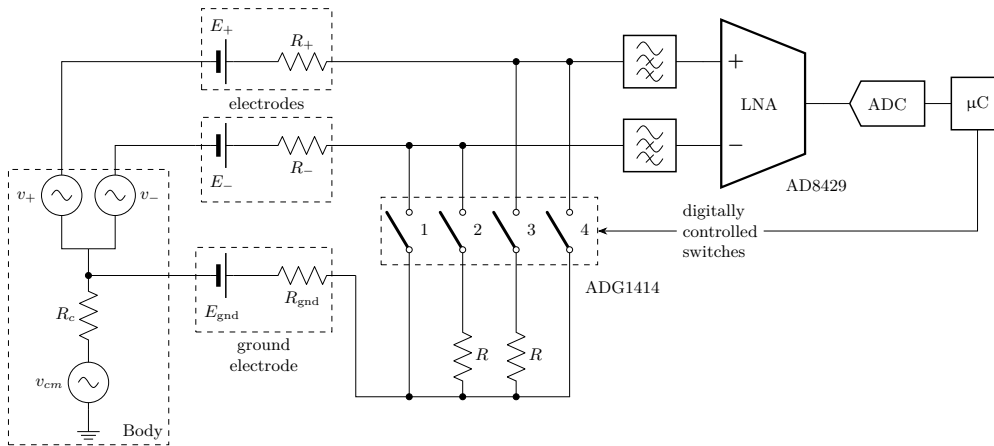 E+
R+
electrodes
E−
R−
v+
v−
LNA
+
−
AD8429
ADC
µC
1
2
3
4
digitally
controlled
switches
ADG1414
Egnd
Rgnd
ground
electrode
Rc
vcm
R
R
Body